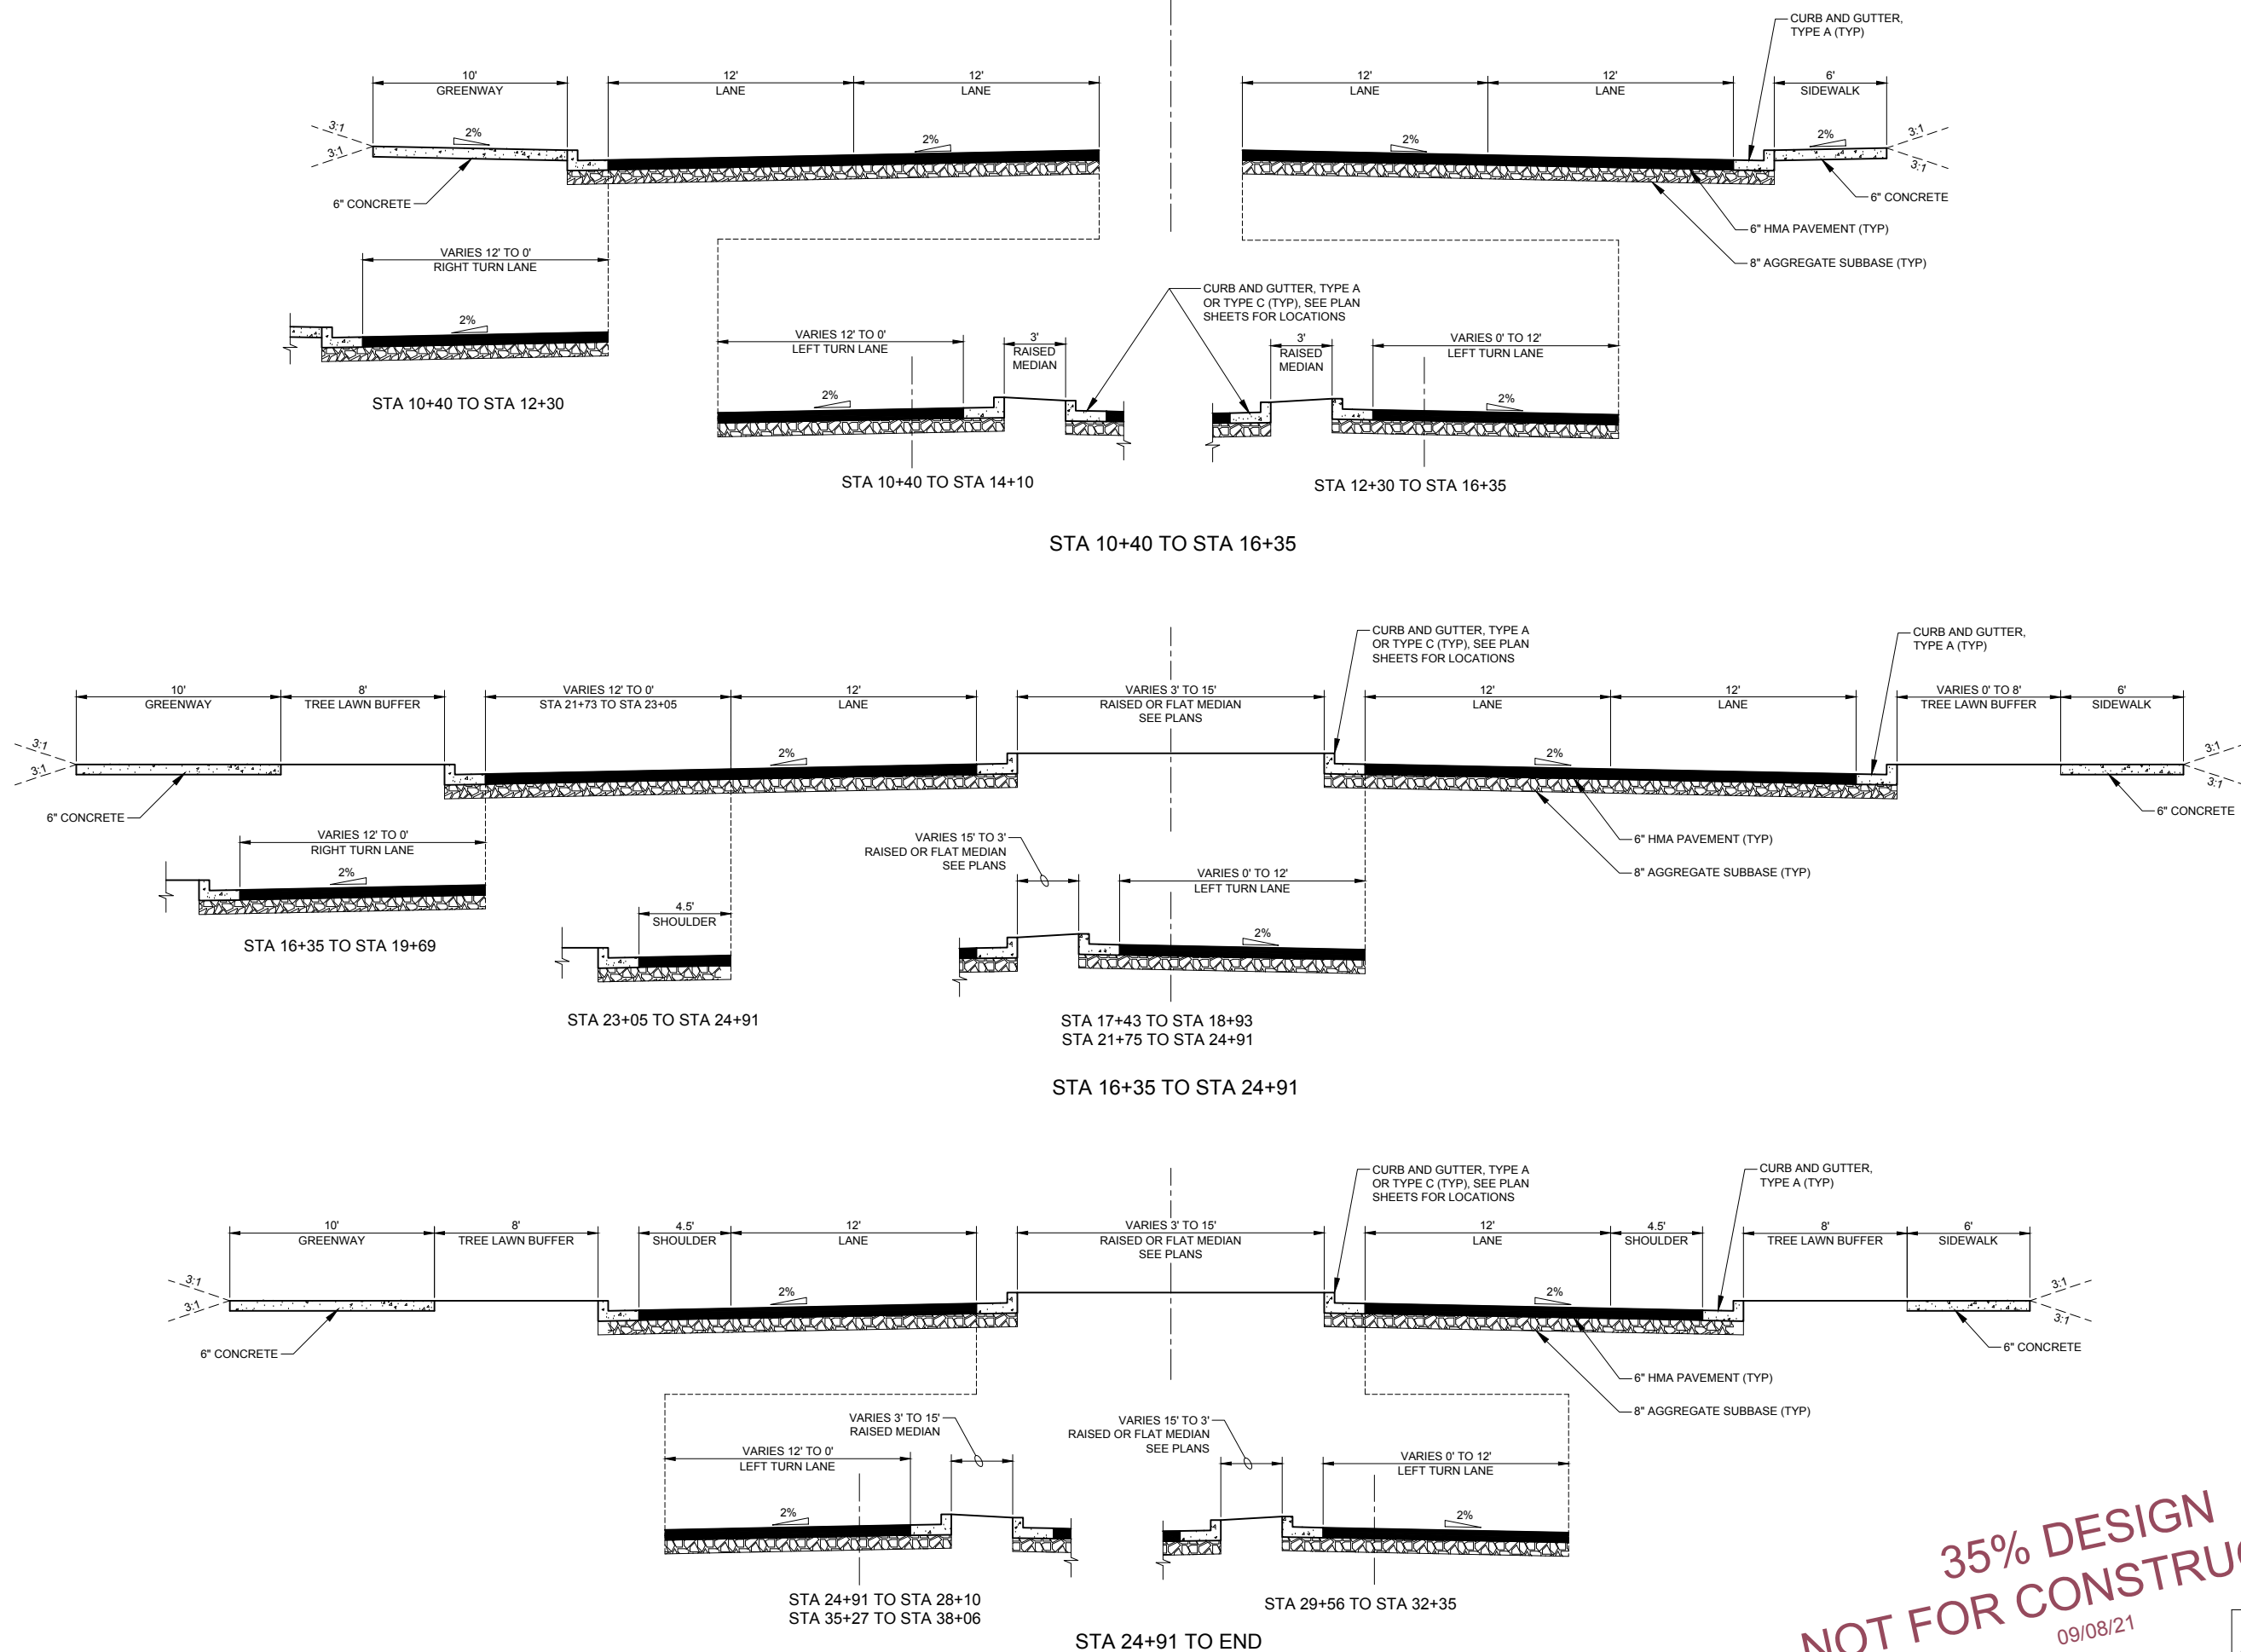 CURB AND GUTTER,
TYPE A (TYP)
10'
GREENWAY
12'
LANE
12'
LANE
12'
LANE
12'
LANE
6'
SIDEWALK
3:1
3:1
2%
2%
2%
2%
3:1
3:1
6" CONCRETE
6" CONCRETE
6" HMA PAVEMENT (TYP)
8" AGGREGATE SUBBASE (TYP)
VARIES 12' TO 0'
RIGHT TURN LANE
2%
STA 10+40 TO STA 12+30
CURB AND GUTTER, TYPE A
OR TYPE C (TYP), SEE PLAN
SHEETS FOR LOCATIONS
VARIES 12' TO 0'
LEFT TURN LANE
3'
RAISED
MEDIAN
2%
STA 10+40 TO STA 14+10
3'
RAISED
MEDIAN
VARIES 0' TO 12'
LEFT TURN LANE
2%
STA 12+30 TO STA 16+35
STA 10+40 TO STA 16+35
CURB AND GUTTER, TYPE A
OR TYPE C (TYP), SEE PLAN
SHEETS FOR LOCATIONS
CURB AND GUTTER,
TYPE A (TYP)
10'
GREENWAY
8'
TREE LAWN BUFFER
VARIES 12' TO 0'
STA 21+73 TO STA 23+05
12'
LANE
VARIES 3' TO 15'
RAISED OR FLAT MEDIAN
SEE PLANS
12'
LANE
12'
LANE
VARIES 0' TO 8'
TREE LAWN BUFFER
6'
SIDEWALK
3:1
3:1
2%
2%
3:1
3:1
6" CONCRETE
6" CONCRETE
6" HMA PAVEMENT (TYP)
8" AGGREGATE SUBBASE (TYP)
VARIES 12' TO 0'
RIGHT TURN LANE
2%
STA 16+35 TO STA 19+69
4.5'
SHOULDER
STA 23+05 TO STA 24+91
VARIES 15' TO 3'
RAISED OR FLAT MEDIAN
SEE PLANS
VARIES 0' TO 12'
LEFT TURN LANE
2%
STA 17+43 TO STA 18+93
STA 21+75 TO STA 24+91
STA 16+35 TO STA 24+91
CURB AND GUTTER, TYPE A
OR TYPE C (TYP), SEE PLAN
SHEETS FOR LOCATIONS
CURB AND GUTTER,
TYPE A (TYP)
10'
GREENWAY
8'
TREE LAWN BUFFER
4.5'
SHOULDER
12'
LANE
VARIES 3' TO 15'
RAISED OR FLAT MEDIAN
SEE PLANS
12'
LANE
4.5'
SHOULDER
8'
TREE LAWN BUFFER
6'
SIDEWALK
3:1
3:1
2%
2%
3:1
3:1
6" CONCRETE
6" CONCRETE
6" HMA PAVEMENT (TYP)
8" AGGREGATE SUBBASE (TYP)
VARIES 12' TO 0'
LEFT TURN LANE
VARIES 3' TO 15'
RAISED MEDIAN
2%
STA 24+91 TO STA 28+10
STA 35+27 TO STA 38+06
VARIES 15' TO 3'
RAISED OR FLAT MEDIAN
SEE PLANS
VARIES 0' TO 12'
LEFT TURN LANE
2%
STA 29+56 TO STA 32+35
STA 24+91 TO END
35% DESIGN
NOT FOR CONSTRUC
09/08/21